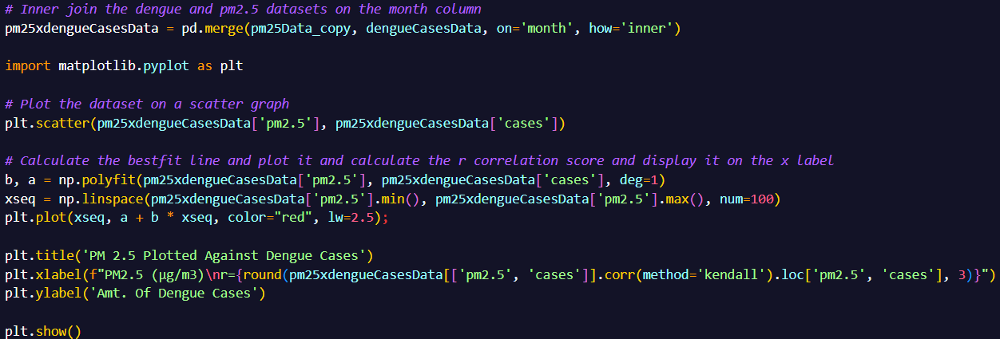 # Inner join the dengue and pm2.5 datasets on the month column
pm25xdengueCasesData = pd.merge(pm25Data_copy, dengueCasesData, on='month', how='inner')
import matplotlib.pyplot as plt
# Plot the dataset on a scatter graph
plt.scatter(pm25xdengueCasesData['pm2.5'], pm25xdengueCasesData['cases'])
# Calculate the bestfit line and plot it and calculate the r correlation score and display it on the x label
b, a = np.polyfit(pm25xdengueCasesData['pm2.5'], pm25xdengueCasesData['cases'], deg=1)
xseq = np.linspace(pm25xdengueCasesData['pm2.5'].min(), pm25xdengueCasesData['pm2.5'].max(), num=100)
plt.plot(xseq, a + b * xseq, color="red", lw=2.5);
plt.title('PM 2.5 Plotted Against Dengue Cases')
plt.xlabel(f"PM2.5 (µg/m3)\nr={round(pm25xdengueCasesData[['pm2.5', 'cases']].corr(method='kendall').loc['pm2.5', 'cases'], 3)}")
plt.ylabel('Amt. Of Dengue Cases')
plt.show()